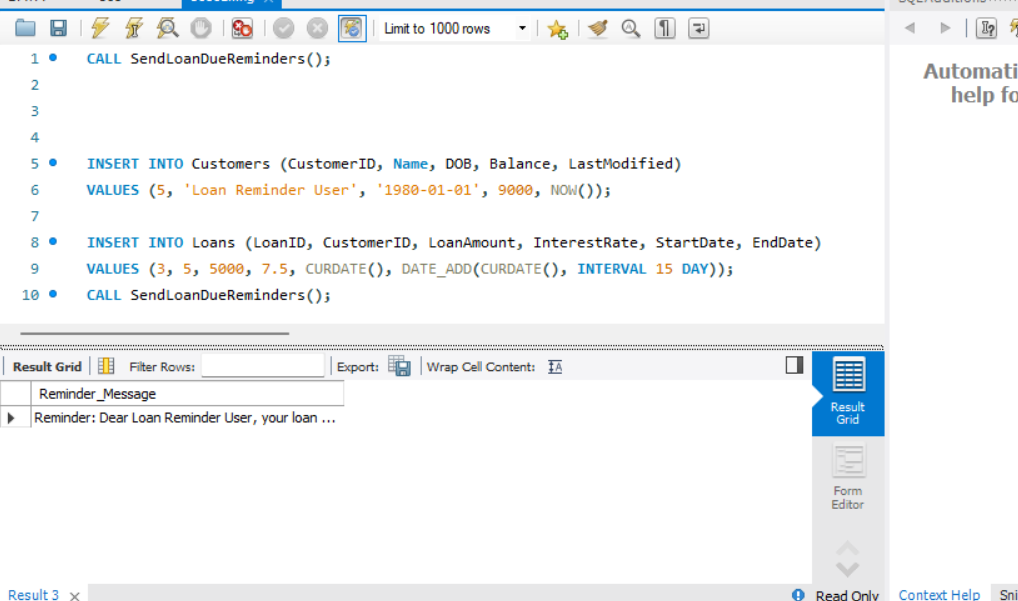 Limit to 1000 rows
1 CALL SendLoanDueReminders();
2
3
4
5 INSERT INTO Customers (CustomerID, Name, DOB, Balance, LastModified)
6 VALUES (5, 'Loan Reminder User', '1980-01-01', 9000, NOW());
7
8 INSERT INTO Loans (LoanID, CustomerID, LoanAmount, InterestRate, StartDate, EndDate)
9 VALUES (3, 5, 5000, 7.5, CURDATE(), DATE_ADD(CURDATE(), INTERVAL 15 DAY));
10 CALL SendLoanDueReminders();
Automati
help fo
Result Grid Filter Rows: Export: Wrap Cell Content:
Reminder_Message
Reminder: Dear Loan Reminder User, your loan ...
Result
Grid
Form
Editor
Result 3
Read Only
Context Help Sni